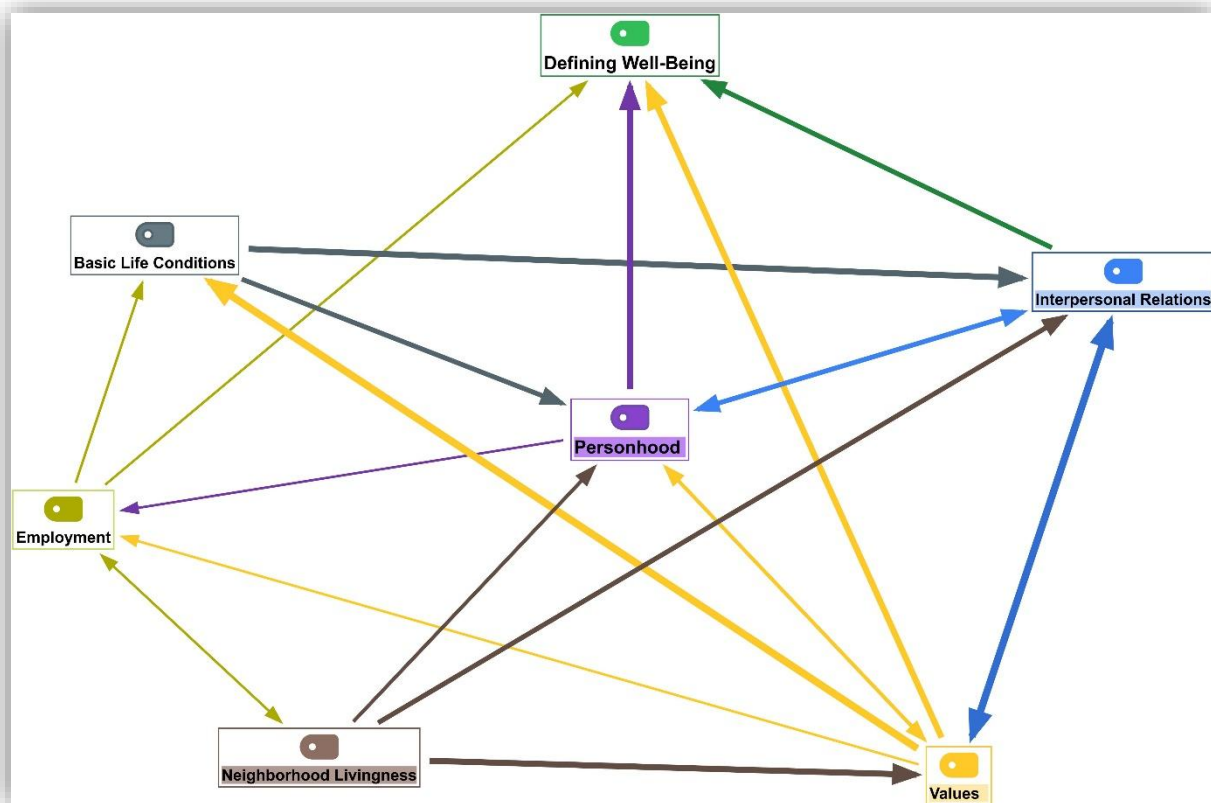 Defining Well-Being
Basic Life Conditions
Interpersonal Relations
Personhood
Employment
Neighborhood Livingness
Values